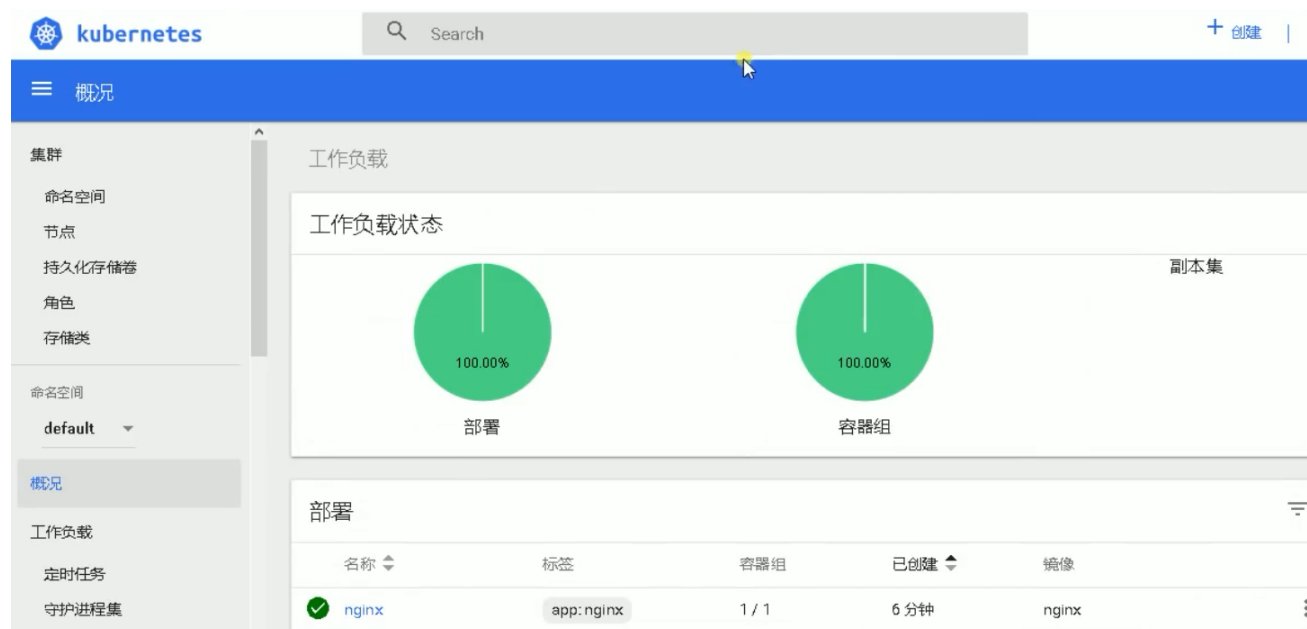 kubernetes
Search
+ 创建
概况
集群
命名空间
节点
持久化存储卷
角色
存储类
命名空间
default
概况
工作负载
定时任务
守护进程集
工作负载
工作负载状态
100.00%
部署
100.00%
容器组
副本集
部署
名称 标签 容器组 已创建 镜像
nginx app:nginx 1 / 1 6 分钟 nginx